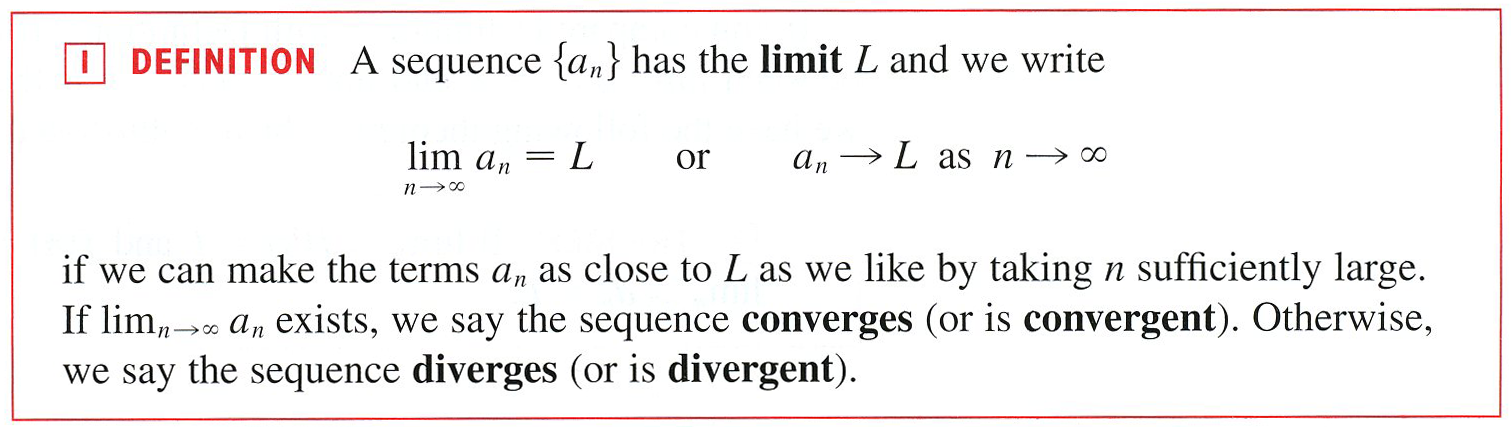 1 DEFINITION A sequence {aₙ} has the limit L and we write
lim aₙ = L or aₙ → L as n → ∞
n→∞
if we can make the terms aₙ as close to L as we like by taking n sufficiently large.
If limₙ→∞ aₙ exists, we say the sequence converges (or is convergent). Otherwise,
we say the sequence diverges (or is divergent).